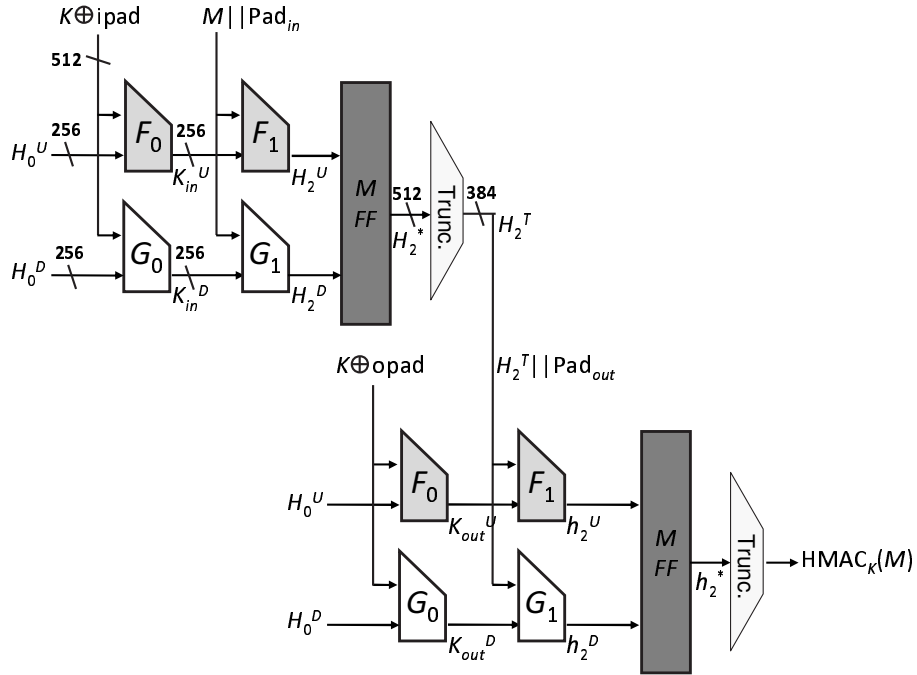 K⊕ipad
M||Pad_in
512
256
H_0^U
F_0
256
K_in^U
F_1
H_2^U
M
FF
512
H_2^*
Trunc.
384
H_2^T
256
H_0^D
G_0
256
K_in^D
G_1
H_2^D
K⊕opad
H_2^T||Pad_out
H_0^U
F_0
K_out^U
F_1
h_2^U
M
FF
h_2^*
Trunc.
HMAC_K(M)
H_0^D
G_0
K_out^D
G_1
h_2^D